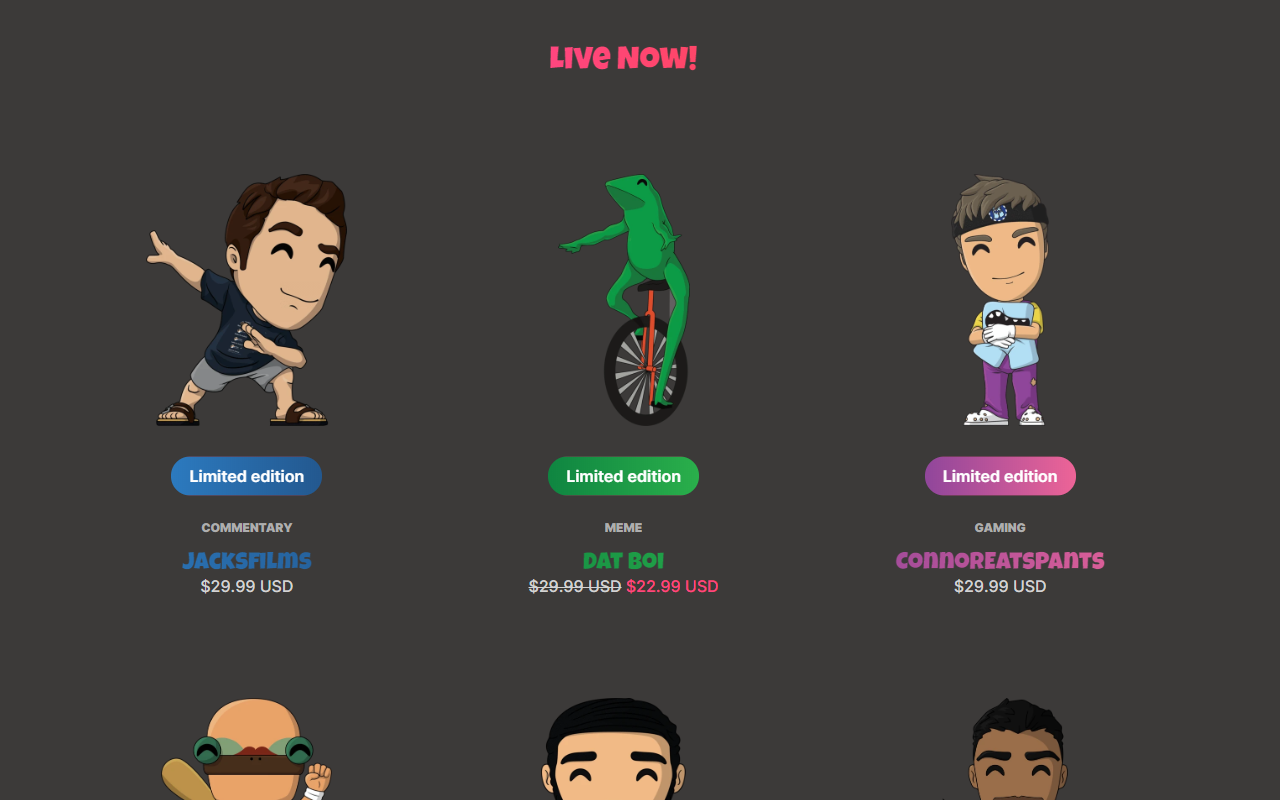 Live Now!
Limited edition
COMMENTARY
Jacksfilms
$29.99 USD
Limited edition
MEME
Dat Boi
$29.99 USD $22.99 USD
Limited edition
GAMING
ConnorEatsPants
$29.99 USD